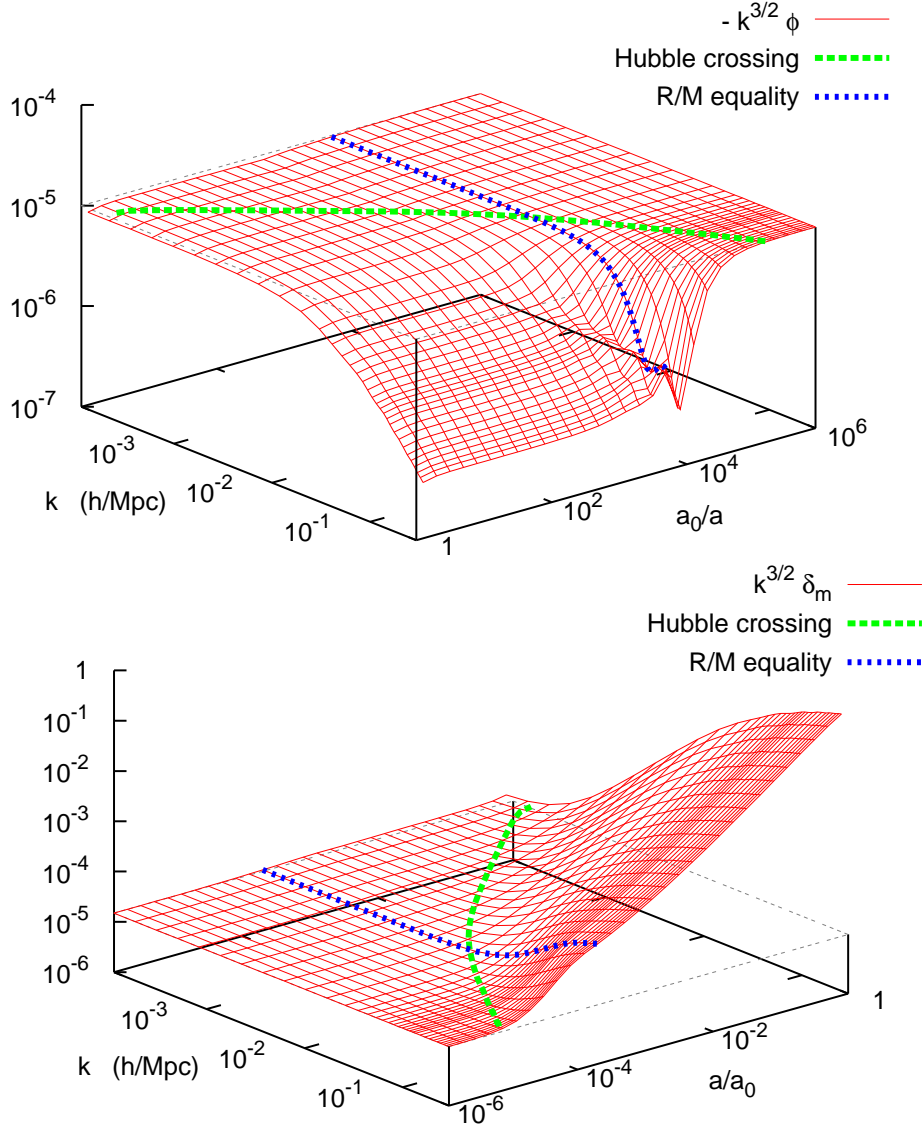 - k^{3/2} ϕ
Hubble crossing
R/M equality
10^{-4}
10^{-5}
10^{-6}
10^{-7}
10^{-3}
10^{-2}
10^{-1}
k (h/Mpc)
1
10^2
10^4
10^6
a_0/a
k^{3/2} δ_m
Hubble crossing
R/M equality
1
10^{-1}
10^{-2}
10^{-3}
10^{-4}
10^{-5}
10^{-6}
10^{-3}
10^{-2}
10^{-1}
k (h/Mpc)
10^{-6}
10^{-4}
10^{-2}
1
a/a_0